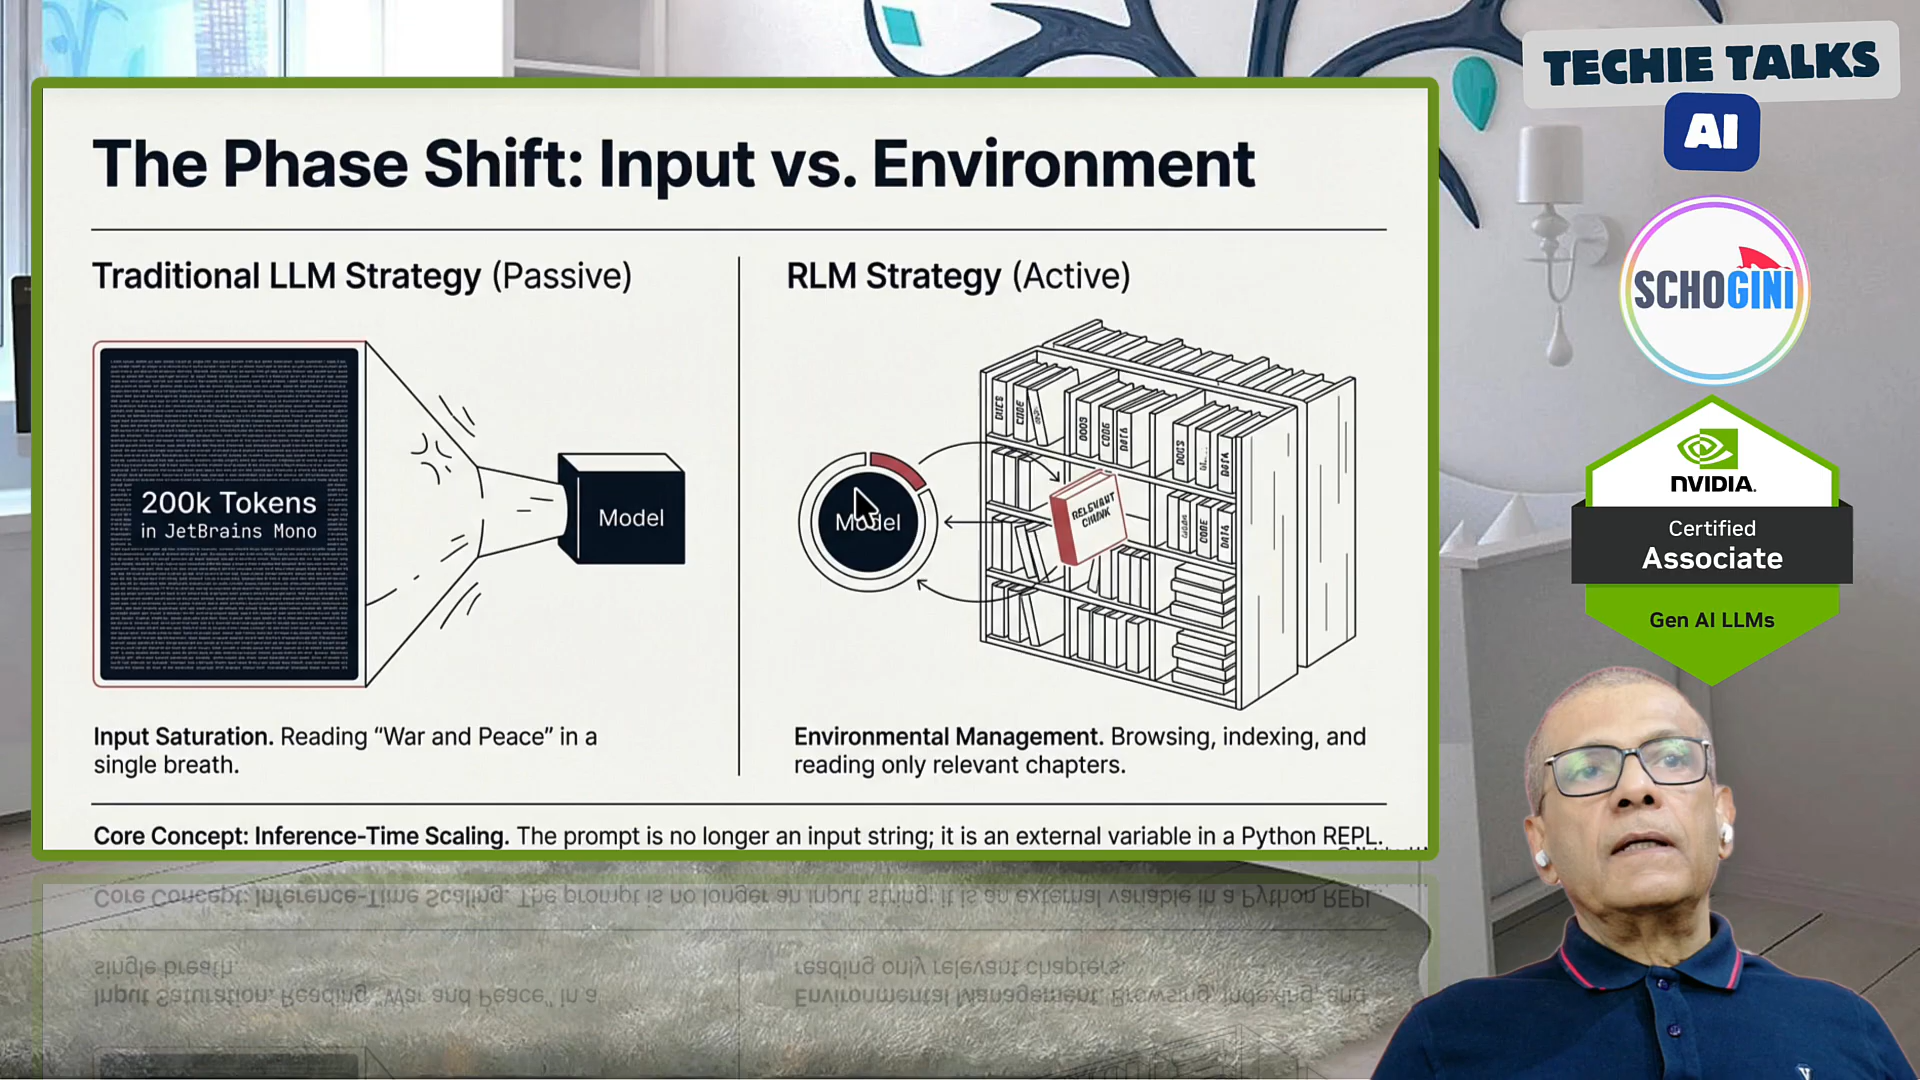 The Phase Shift: Input vs. Environment
Traditional LLM Strategy (Passive)
200k Tokens
in JetBrains Mono
Model
Input Saturation. Reading “War and Peace” in a
single breath.
RLM Strategy (Active)
Model
DOCS
CODE
DATA
DOCS
DATA
CODE
DATA
RELEVANT
CHUNK
Environmental Management. Browsing, indexing, and
reading only relevant chapters.
Core Concept: Inference-Time Scaling. The prompt is no longer an input string; it is an external variable in a Python REPL.
TECHIE TALKS
AI
SCHOGINI
NVIDIA.
Certified
Associate
Gen AI LLMs